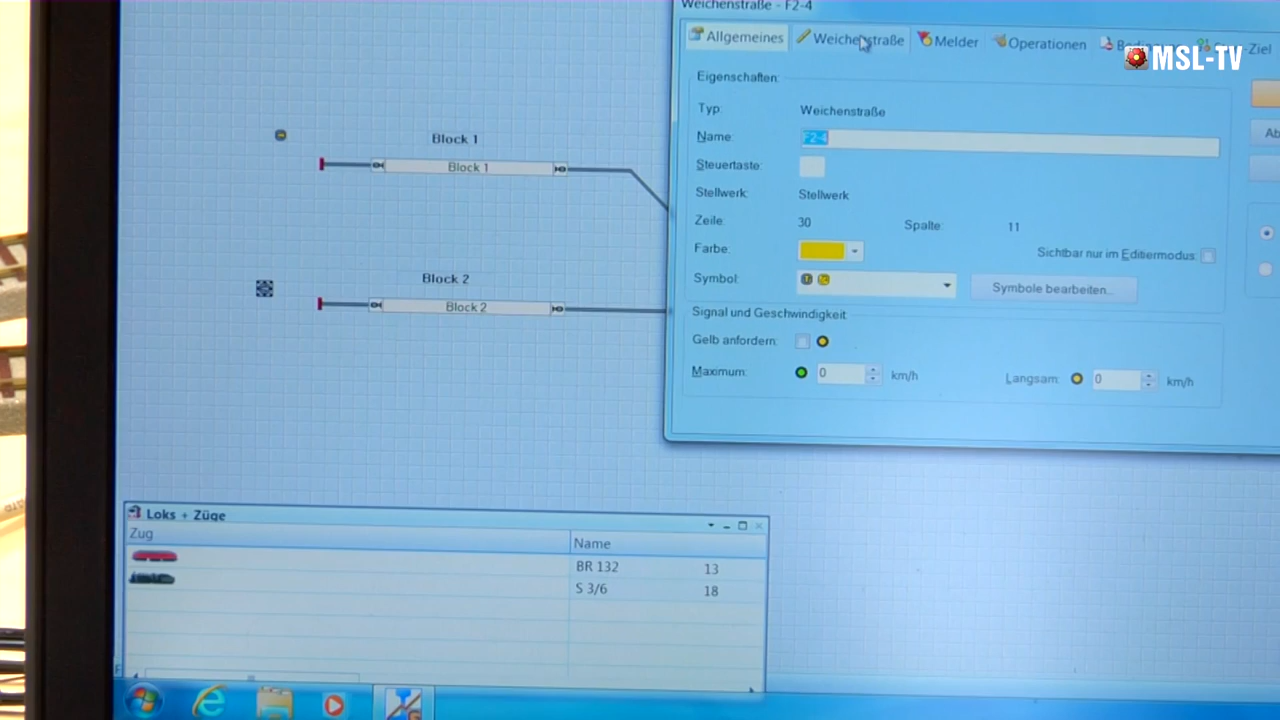 Weichenstraße - F2-4
Allgemeines
Weichenstraße
Melder
Operationen
Ziel
MSL-TV
Eigenschaften:
Typ:
Weichenstraße
Name:
F2-4
Ab
Steuertaste:
Stellwerk:
Stellwerk
Zeile:
30
Spalte:
11
Farbe:
Sichtbar nur im Editiermodus:
Symbol:
Symbole bearbeiten...
Signal und Geschwindigkeit
Gelb anfordern:
Maximum:
0
km/h
Langsam:
0
km/h
Block 1
Block 1
Block 2
Block 2
Loks + Züge
Zug
Name
BR 132
13
S 3/6
18